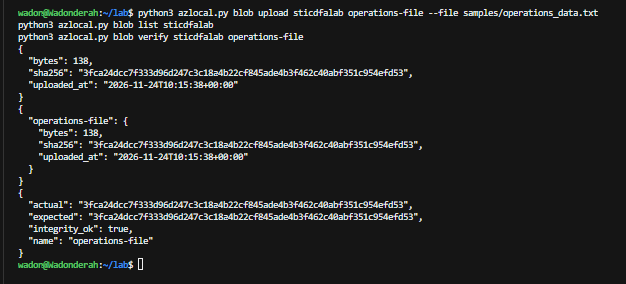 wadon@Wadonderah:~/lab$ python3 azlocal.py blob upload sticdfalab operations-file --file samples/operations_data.txt
python3 azlocal.py blob list sticdfalab
python3 azlocal.py blob verify sticdfalab operations-file
{
  "bytes": 138,
  "sha256": "3fca24dcc7f333d96d247c3c18a4b22cf845ade4b3f462c40abf351c954efd53",
  "uploaded_at": "2026-11-24T10:15:38+00:00"
}
{
  "operations-file": {
    "bytes": 138,
    "sha256": "3fca24dcc7f333d96d247c3c18a4b22cf845ade4b3f462c40abf351c954efd53",
    "uploaded_at": "2026-11-24T10:15:38+00:00"
  }
}
{
  "actual": "3fca24dcc7f333d96d247c3c18a4b22cf845ade4b3f462c40abf351c954efd53",
  "expected": "3fca24dcc7f333d96d247c3c18a4b22cf845ade4b3f462c40abf351c954efd53",
  "integrity_ok": true,
  "name": "operations-file"
}
wadon@Wadonderah:~/lab$